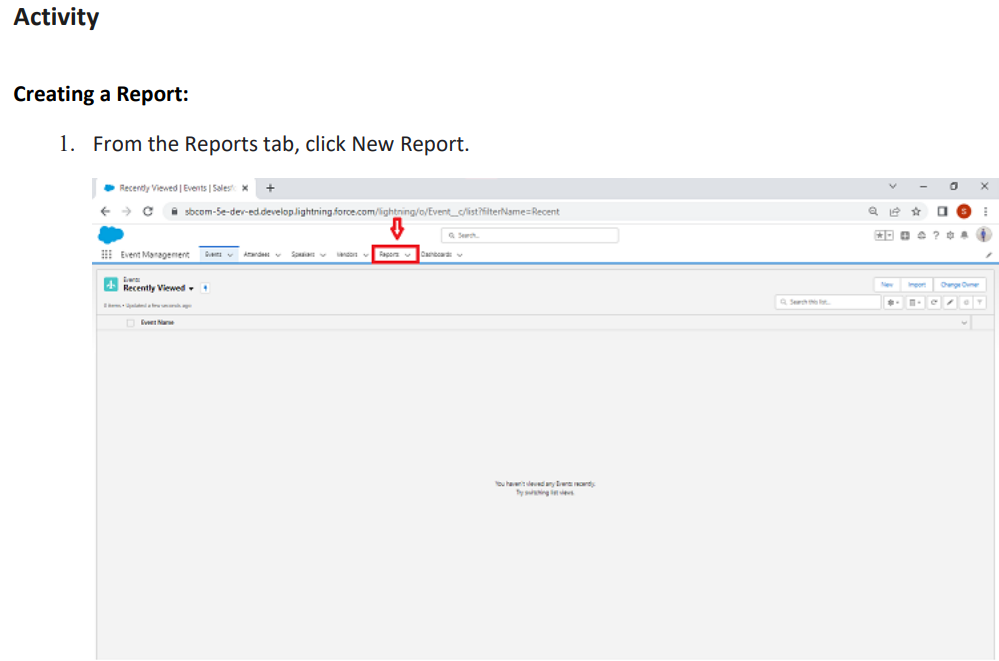 Activity
Creating a Report:
1. From the Reports tab, click New Report.
Recently Viewed | Events | Salesf
sbcom-5e-dev-ed.develop.lightning.force.com/lightning/o/Event__c/list?filterName=Recent
S
Search...
Event Management Events Attendees Speakers Vendors Reports Dashboards
Events
Recently Viewed
New Import Change Owner
0 items • Updated a few seconds ago
Search this list...
Event Name
You haven't viewed any Events recently.
Try switching list views.